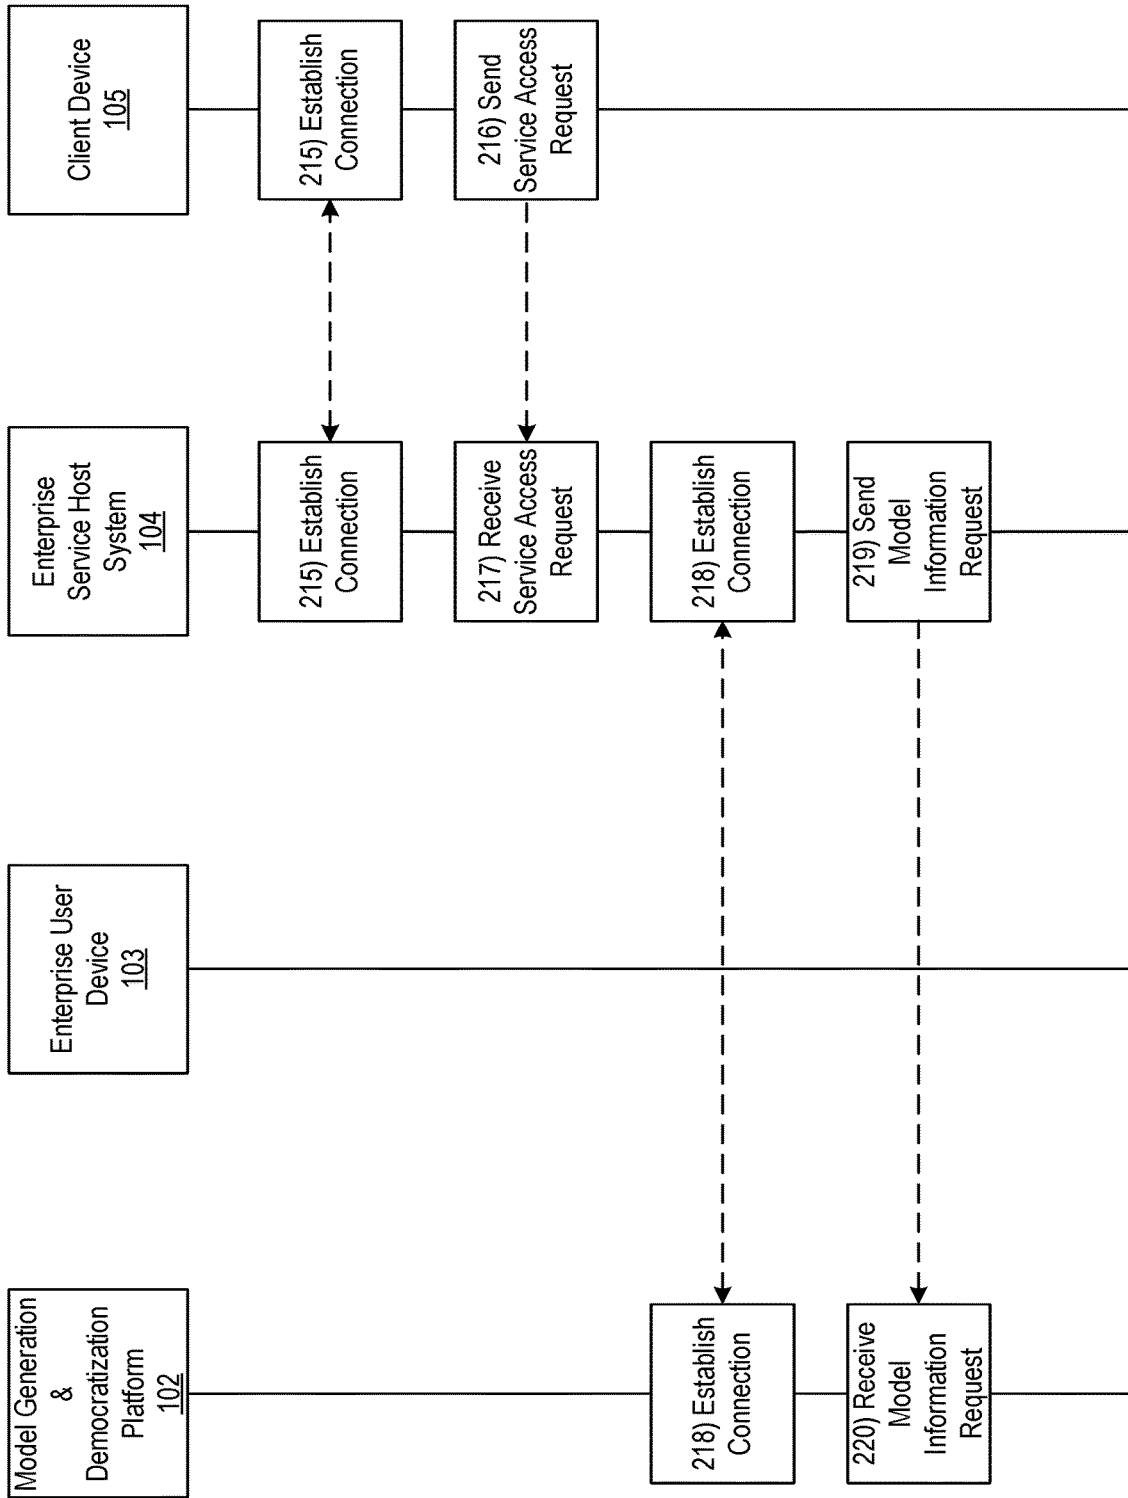 Model Generation
&
Democratization
Platform
102
Enterprise User
Device
103
Enterprise
Service Host
System
104
Client Device
105
215) Establish
Connection
215) Establish
Connection
217) Receive
Service Access
Request
216) Send
Service Access
Request
218) Establish
Connection
218) Establish
Connection
220) Receive
Model
Information
Request
219) Send
Model
Information
Request